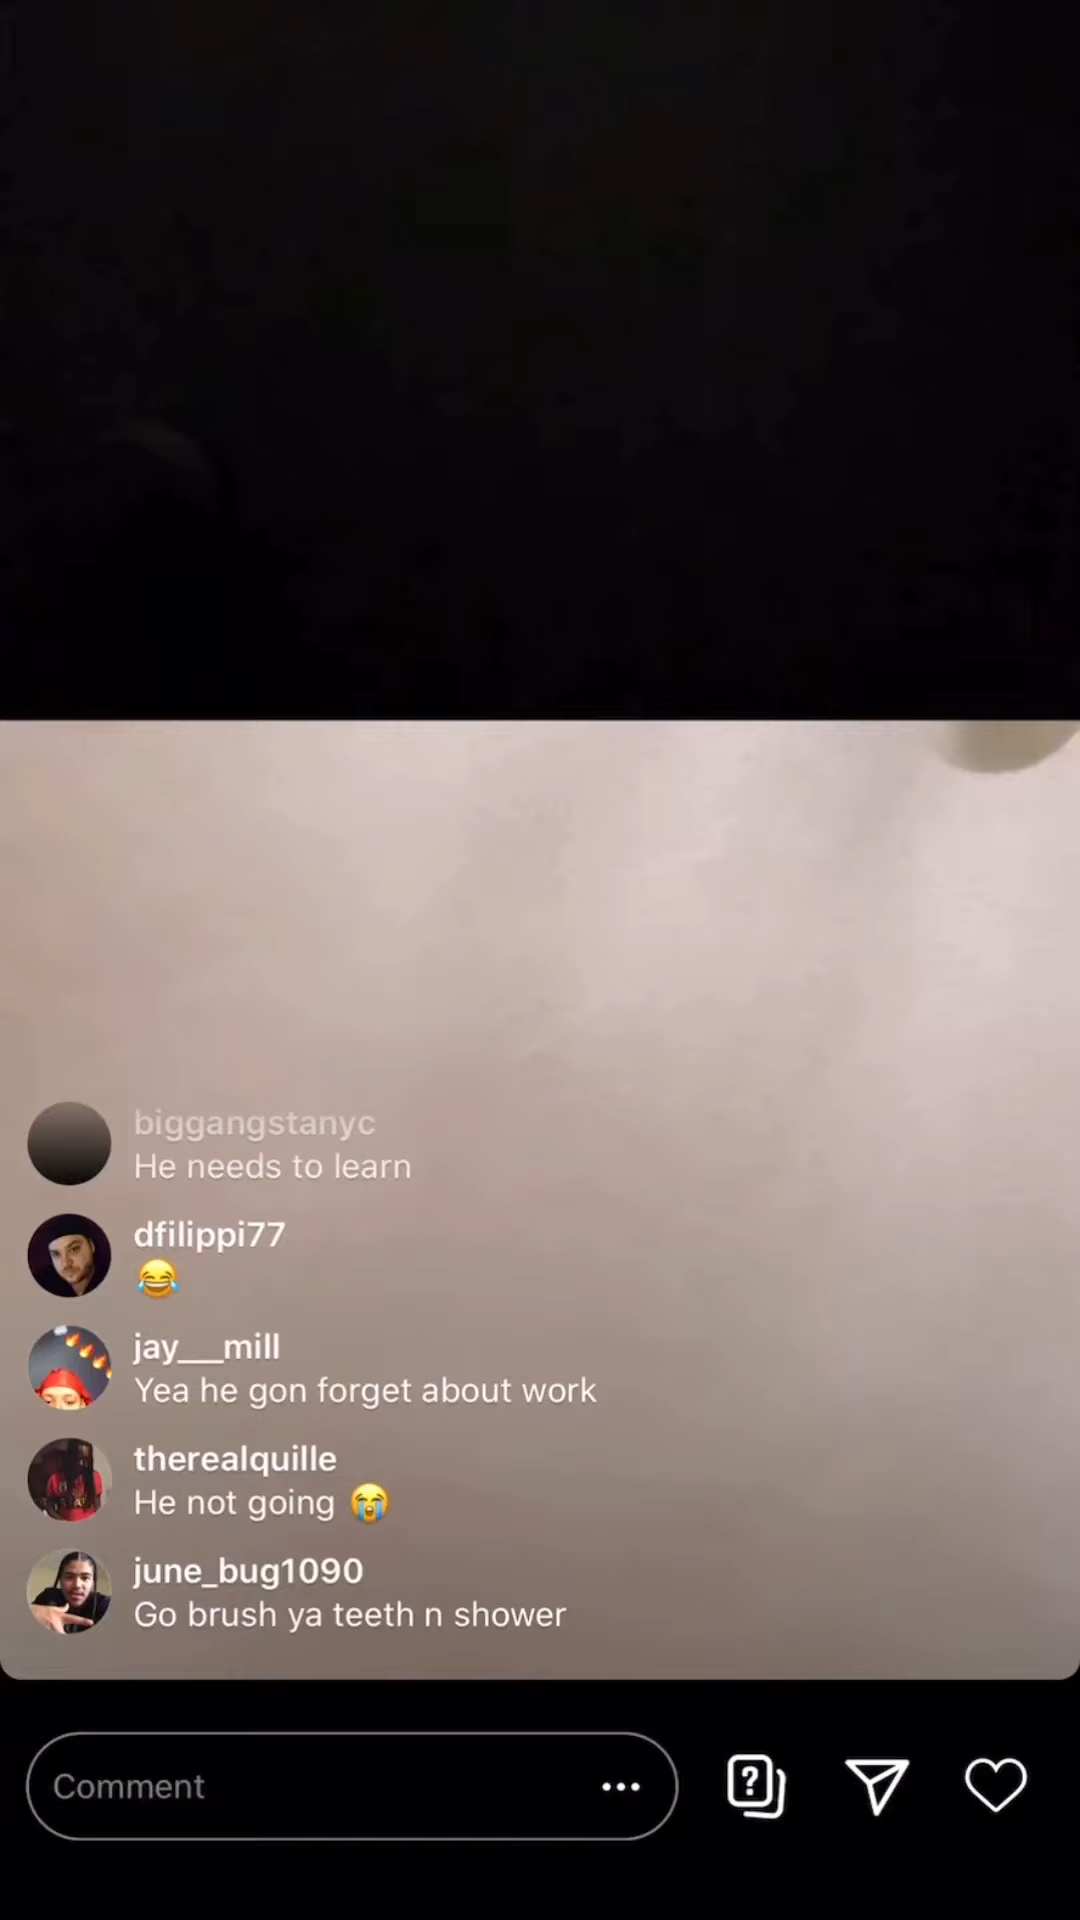 biggangstanyc
He needs to learn
dfilippi77
😂
jay___mill
Yea he gon forget about work
therealquille
He not going 😭
june_bug1090
Go brush ya teeth n shower
Comment